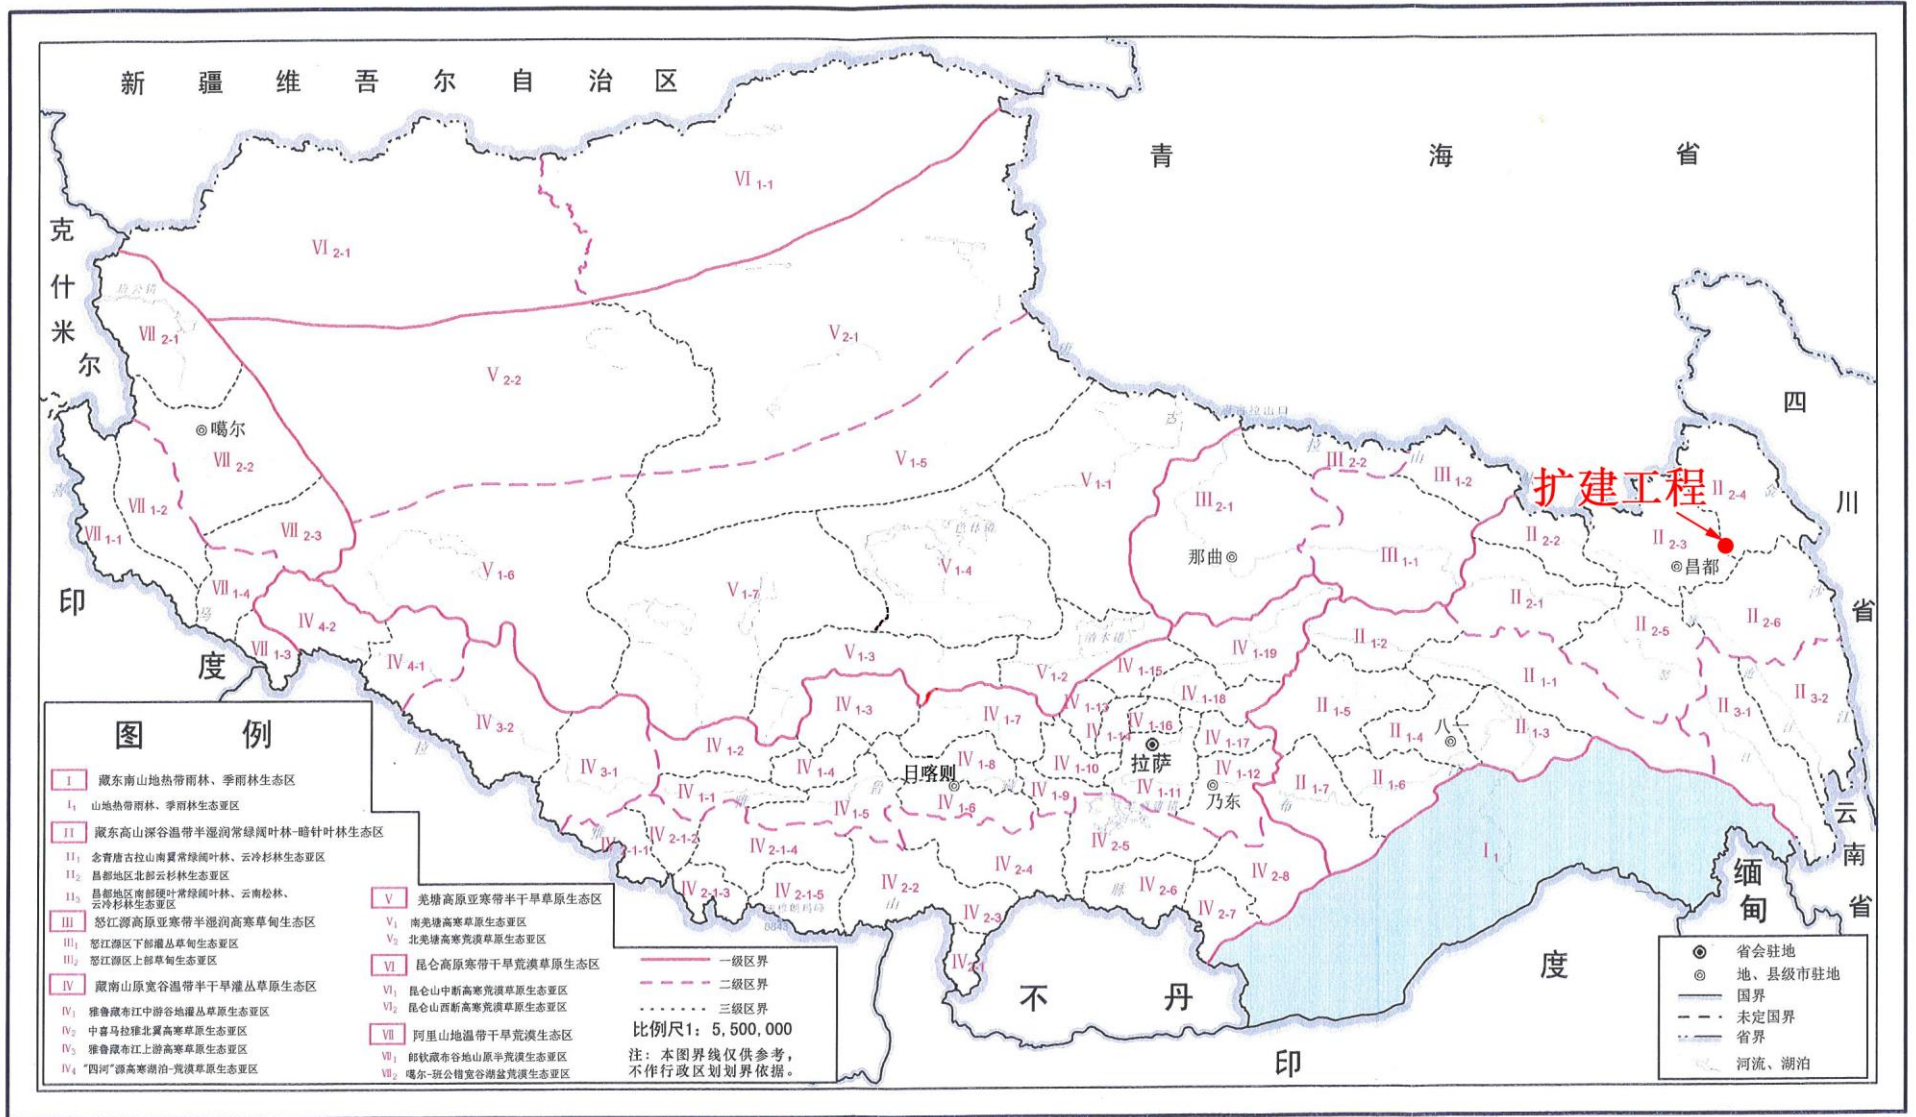 新疆维吾尔自治区
青海省
克什米尔
四川省
云南省
印度
缅甸
不丹
印度
扩建工程
VI 1-1
VI 2-1
VII 2-1
V 2-1
V 2-2
噶尔
VII 2-2
V 1-5
V 1-1
III 2-2
III 1-2
II 2-4
VII 1-2
III 2-1
VII 1-1
VII 2-3
II 2-2
II 2-3
那曲
III 1-1
昌都
V 1-6
V 1-4
VII 1-4
V 1-7
II 2-1
IV 4-2
II 2-5
II 2-6
II 1-2
VII 1-3
IV 4-1
V 1-3
V 1-2
IV 1-15
IV 1-19
II 1-1
IV 1-18
II 3-2
IV 3-2
IV 1-3
IV 1-7
IV 1-13
IV 1-16
II 1-5
II 3-1
IV 1-2
IV 1-14
IV 1-17
II 1-4
八一
II 1-3
拉萨
IV 3-1
IV 1-4
日喀则
IV 1-8
IV 1-10
IV 1-12
II 1-7
II 1-6
IV 1-1
IV 1-5
IV 1-6
IV 1-9
IV 1-11
乃东
IV 2-1-1
IV 2-1-2
IV 2-1-4
IV 2-4
IV 2-5
I 1
IV 2-1-3
IV 2-1-5
IV 2-2
IV 2-6
IV 2-8
IV 2-3
IV 2-7
IV 2-1
图例
I 藏东南山地热带雨林、季雨林生态区
I1 山地热带雨林、季雨林生态亚区
II 藏东高山深谷温带半湿润常绿阔叶林-暗针叶林生态区
II1 念青唐古拉山南翼常绿阔叶林、云冷杉林生态亚区
II2 昌都地区北部云杉林生态亚区
II3 昌都地区南部硬叶常绿阔叶林、云南松林、
云冷杉林生态亚区
III 怒江源高原亚寒带半湿润高寒草甸生态区
III1 怒江源区下部灌丛草甸生态亚区
III2 怒江源区上部草甸生态亚区
IV 藏南山原宽谷温带半干旱灌丛草原生态区
IV1 雅鲁藏布江中游谷地灌丛草原生态亚区
IV2 中喜马拉雅北翼高寒草原生态亚区
IV3 雅鲁藏布江上游高寒草原生态亚区
IV4 "四河"源高寒湖泊-荒漠草原生态亚区
V 羌塘高原亚寒带半干旱草原生态区
V1 南羌塘高寒草原生态亚区
V2 北羌塘高寒荒漠草原生态亚区
VI 昆仑高原寒带干旱荒漠草原生态区
VI1 昆仑山中断高寒荒漠草原生态亚区
VI2 昆仑山西断高寒荒漠草原生态亚区
VII 阿里山地温带干旱荒漠生态区
VII1 郎钦藏布谷地山原半荒漠生态亚区
VII2 噶尔-班公错宽谷湖盆荒漠生态亚区
一级区界
二级区界
三级区界
比例尺1：5,500,000
注：本图界线仅供参考，
不作行政区划划界依据。
省会驻地
地、县级市驻地
国界
未定国界
省界
河流、湖泊